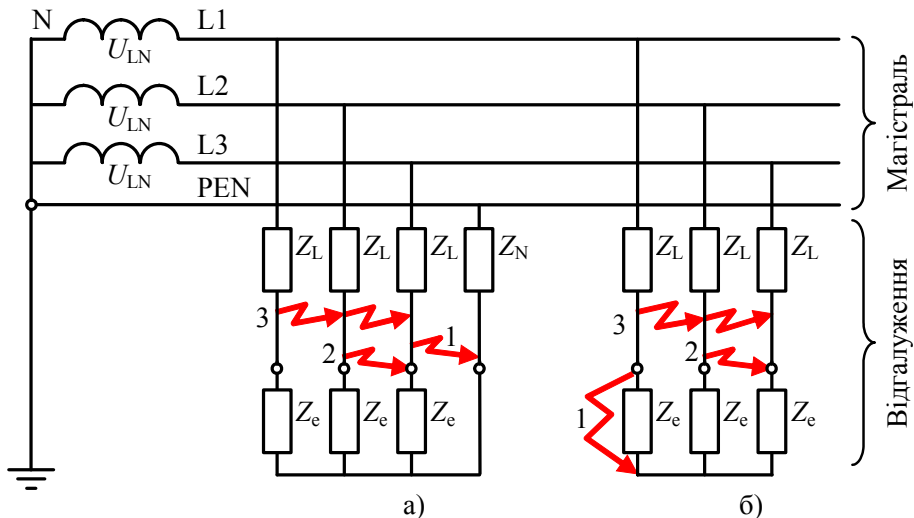 N L1
U_LN
L2
U_LN
L3
U_LN
PEN
Магістраль
Z_L Z_L Z_L Z_N Z_L Z_L Z_L
3 1 3
2 2
Z_e Z_e Z_e 1 Z_e Z_e Z_e
Відгалуження
а) б)